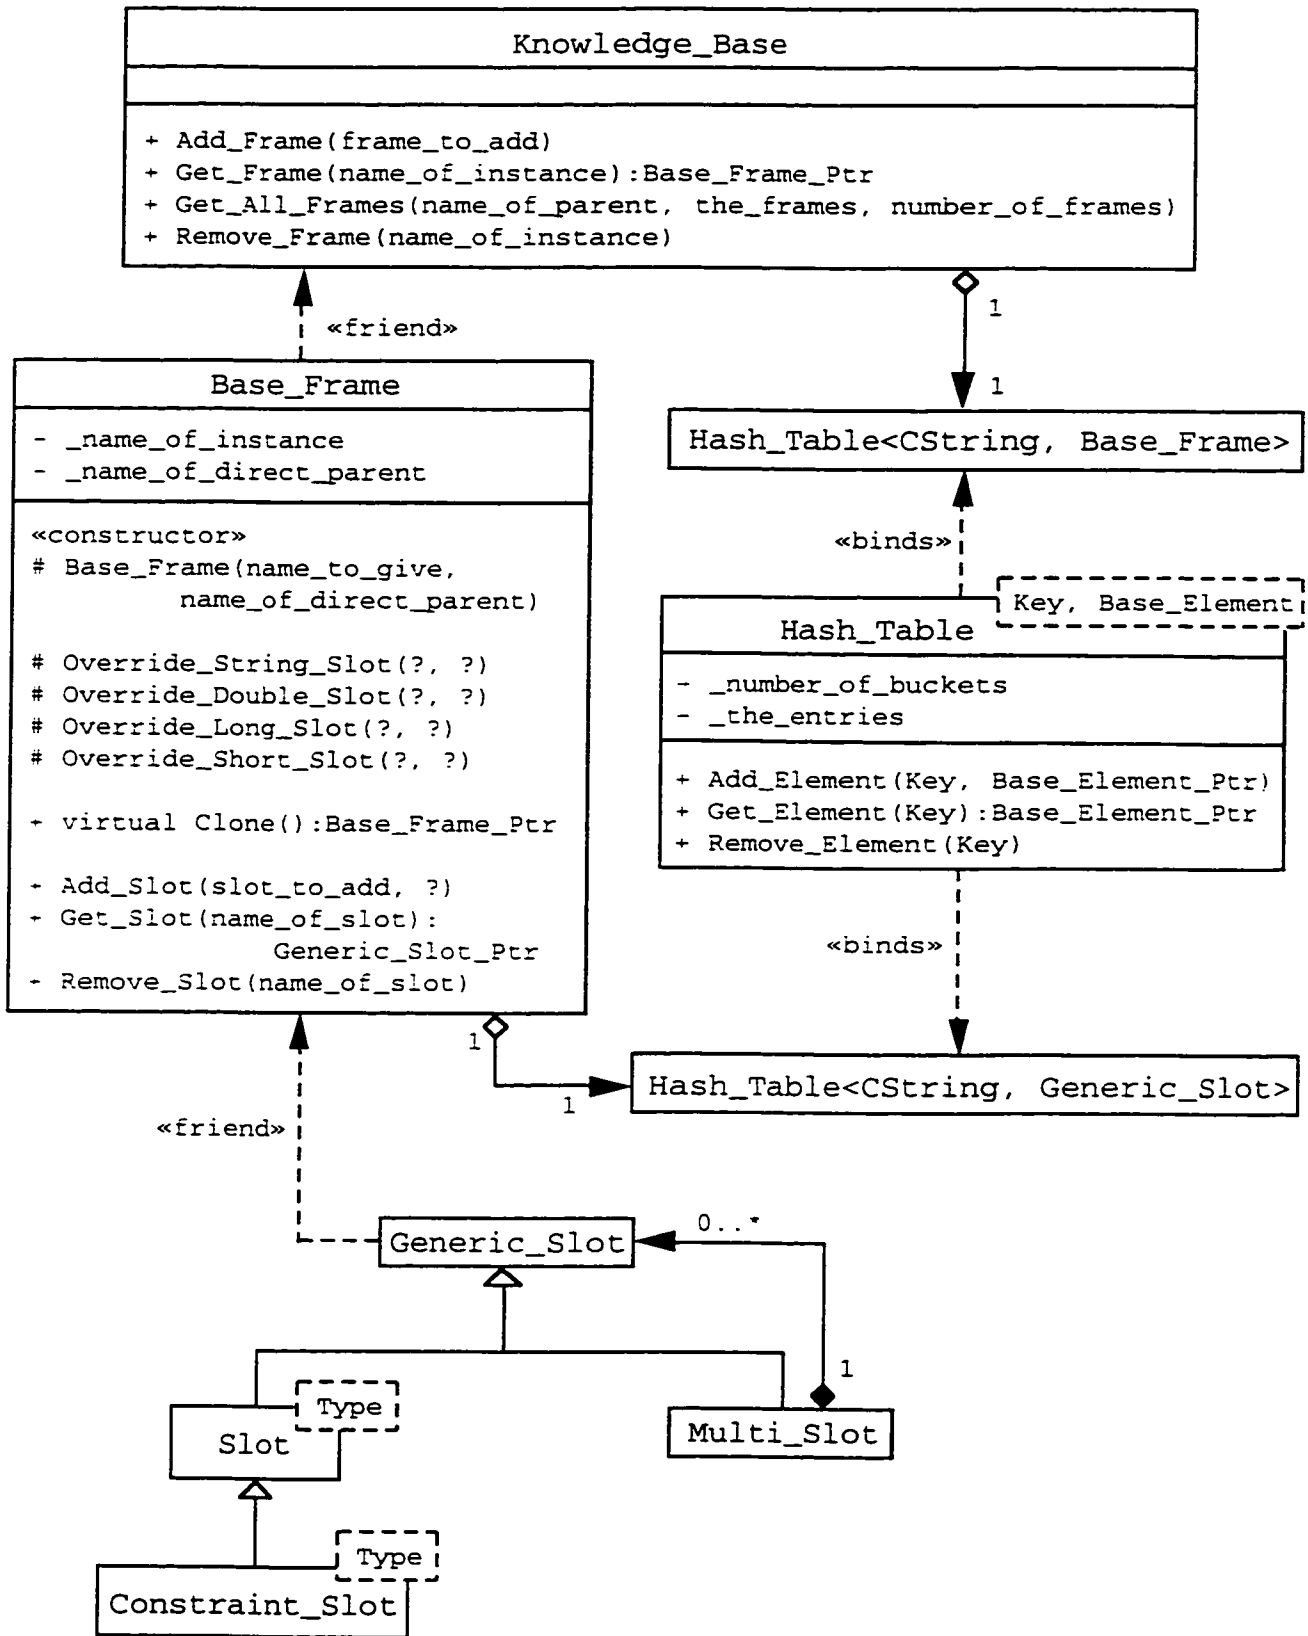 Knowledge_Base
+ Add_Frame(frame_to_add)
+ Get_Frame(name_of_instance):Base_Frame_Ptr
+ Get_All_Frames(name_of_parent, the_frames, number_of_frames)
+ Remove_Frame(name_of_instance)
«friend»
1
1
Base_Frame
- _name_of_instance
- _name_of_direct_parent
«constructor»
# Base_Frame(name_to_give,
name_of_direct_parent)
# Override_String_Slot(?, ?)
# Override_Double_Slot(?, ?)
# Override_Long_Slot(?, ?)
# Override_Short_Slot(?, ?)
+ virtual Clone():Base_Frame_Ptr
+ Add_Slot(slot_to_add, ?)
+ Get_Slot(name_of_slot):
Generic_Slot_Ptr
+ Remove_Slot(name_of_slot)
Hash_Table<CString, Base_Frame>
«binds»
Key, Base_Element
Hash_Table
- _number_of_buckets
- _the_entries
+ Add_Element(Key, Base_Element_Ptr)
+ Get_Element(Key):Base_Element_Ptr
+ Remove_Element(Key)
«binds»
1
1
Hash_Table<CString, Generic_Slot>
«friend»
Generic_Slot
0..*
1
Type
Slot
Multi_Slot
Type
Constraint_Slot